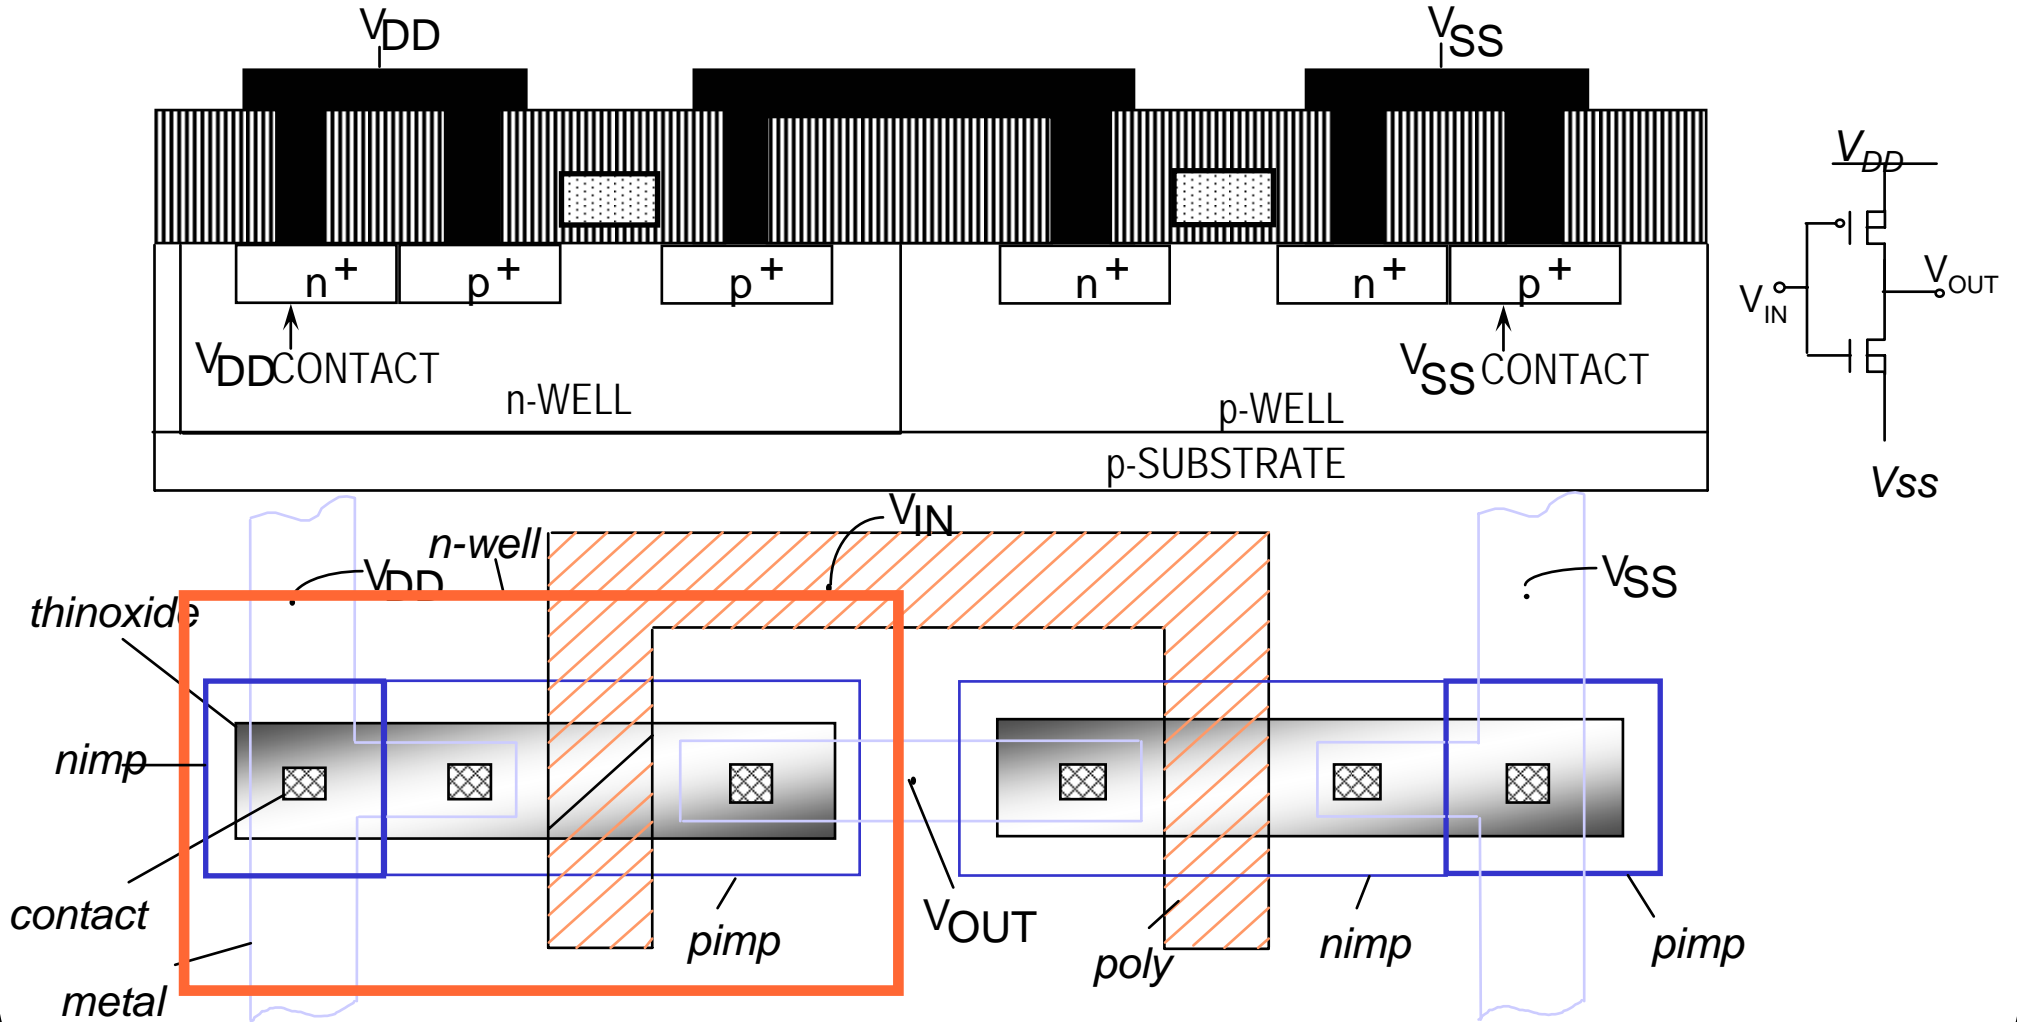 VDD
VSS
n+
p+
p+
n+
n+
p+
VDD CONTACT
VSS CONTACT
n-WELL
p-WELL
p-SUBSTRATE
VDD
VIN
VOUT
Vss
VIN
n-well
VDD
VSS
thinoxide
nimp
contact
VOUT
pimp
poly
nimp
pimp
metal